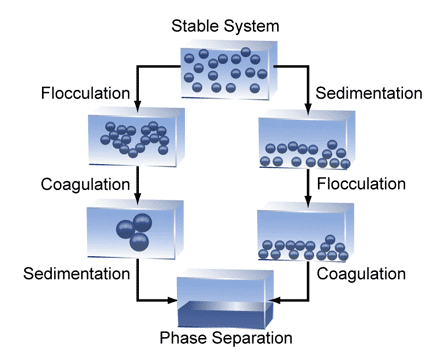 Stable System
Flocculation
Sedimentation
Coagulation
Flocculation
Sedimentation
Coagulation
Phase Separation